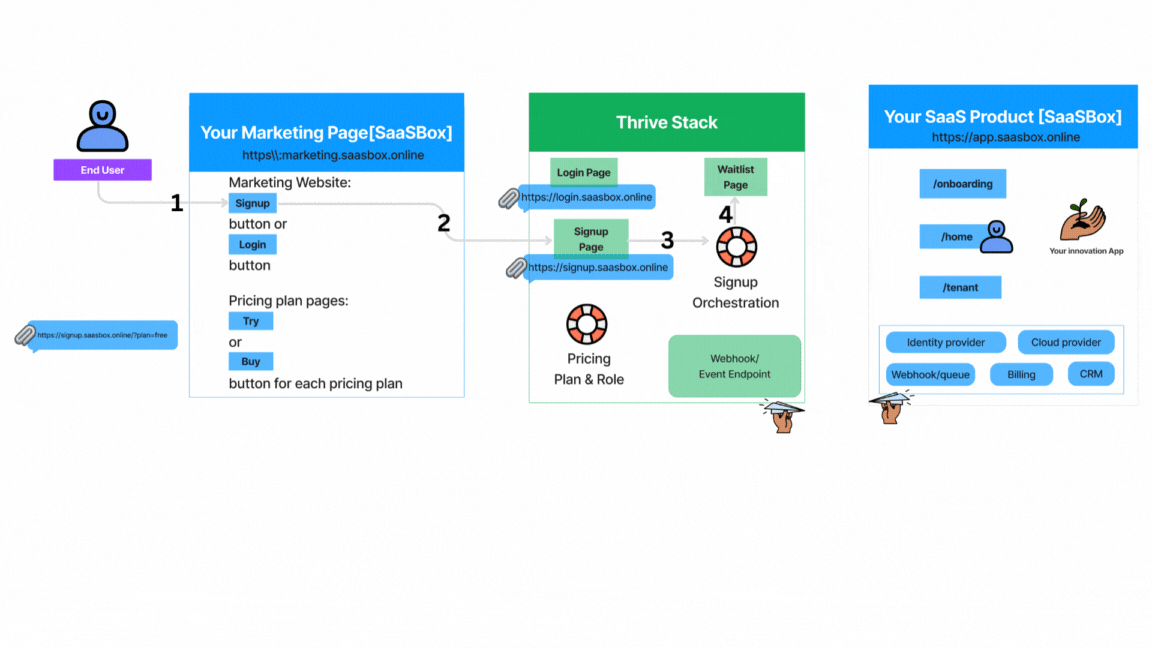 End User
1
Your Marketing Page[SaaSBox]
https\\:marketing.saasbox.online
Marketing Website:
Signup
button or
Login
button
Pricing plan pages:
Try
or
Buy
button for each pricing plan
https://signup.saasbox.online/?plan=free
2
Thrive Stack
Login Page
https://login.saasbox.online
Signup
Page
https://signup.saasbox.online
3
Waitlist
Page
4
Signup
Orchestration
Pricing
Plan & Role
Webhook/
Event Endpoint
Your SaaS Product [SaaSBox]
https://app.saasbox.online
/onboarding
/home
/tenant
Your innovation App
Identity provider
Cloud provider
Webhook/queue
Billing
CRM